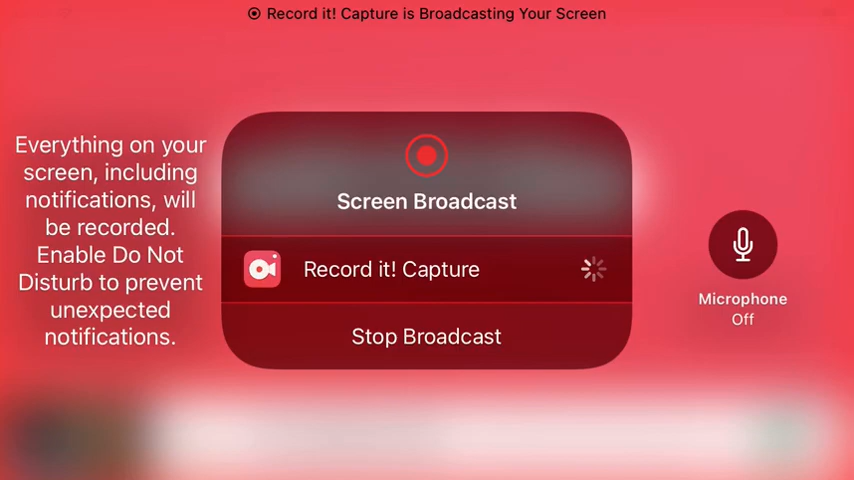 Record it! Capture is Broadcasting Your Screen
Everything on your
screen, including
notifications, will
be recorded.
Enable Do Not
Disturb to prevent
unexpected
notifications.
Screen Broadcast
Record it! Capture
Stop Broadcast
Microphone
Off